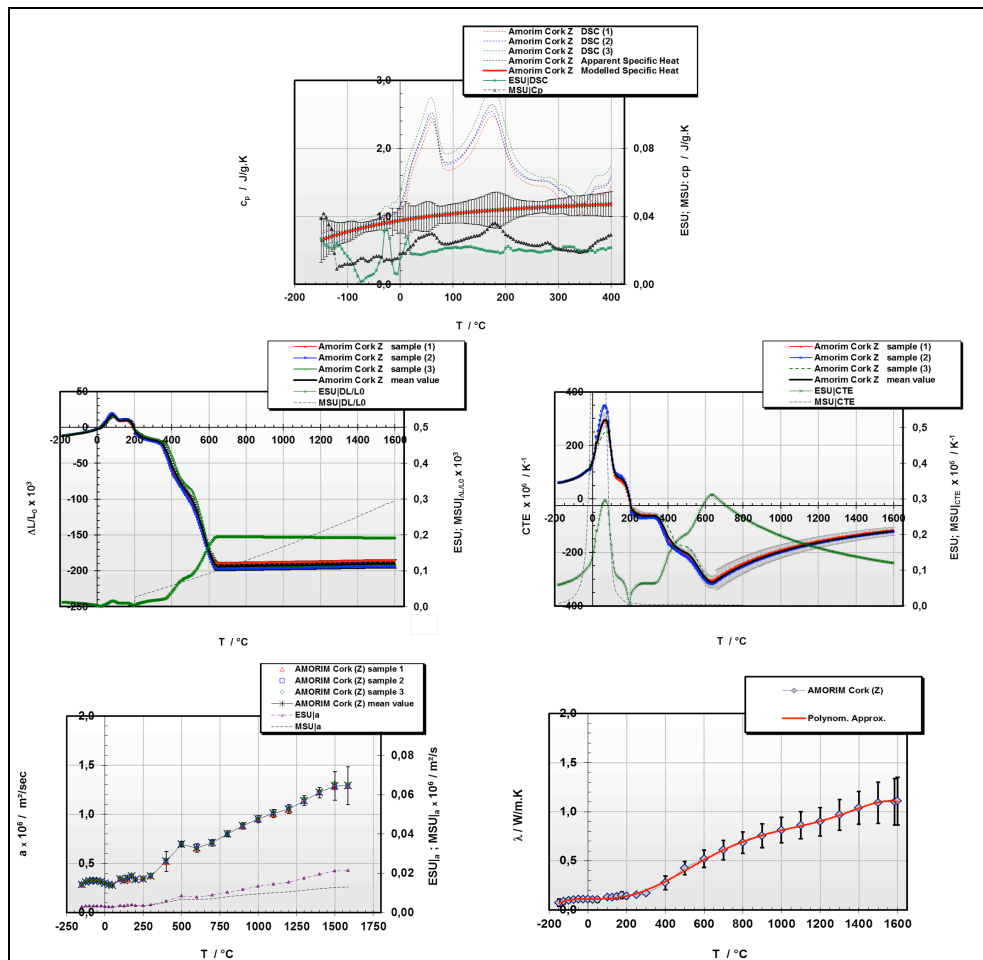 Amorim Cork Z DSC (1)
Amorim Cork Z DSC (2)
Amorim Cork Z DSC (3)
Amorim Cork Z Apparent Specific Heat
Amorim Cork Z Modelled Specific Heat
ESU|DSC
MSU|Cp
3,0
2,0
1,0
0,0
0,08
0,04
0,00
-200 -100 0 100 200 300 400
cp / J/g.K
ESU; MSU: cp / J/g.K
T / °C
Amorim Cork Z sample (1)
Amorim Cork Z sample (2)
Amorim Cork Z sample (3)
Amorim Cork Z mean value
ESU|DL/L0
MSU|DL/L0
50
0
-50
-100
-150
-200
-250
-200 0 200 400 600 800 1000 1200 1400 1600
0,5
0,4
0,3
0,2
0,1
0,0
ΔL/L0 x 10³
ESU; MSU|ΔL/L0 x 10³
T / °C
Amorim Cork Z sample (1)
Amorim Cork Z sample (2)
Amorim Cork Z sample (3)
Amorim Cork Z mean value
ESU|CTE
MSU|CTE
400
200
0
-200
-400
-200 0 200 400 600 800 1000 1200 1400 1600
0,5
0,4
0,3
0,2
0,1
0,0
CTE x 10⁶ / K⁻¹
ESU; MSU|CTE x 10⁶ / K⁻¹
T / °C
AMORIM Cork (Z) sample 1
AMORIM Cork (Z) sample 2
AMORIM Cork (Z) sample 3
AMORIM Cork (Z) mean value
ESU|a
MSU|a
2,0
1,5
1,0
0,5
0,0
0,08
0,06
0,04
0,02
0,00
-250 0 250 500 750 1000 1250 1500 1750
a x 10⁶ / m²/sec
ESU|a ; MSU|a x 10⁶ / m²/s
T / °C
AMORIM Cork (Z)
Polynom. Approx.
2,0
1,5
1,0
0,5
0,0
-200 0 200 400 600 800 1000 1200 1400 1600
λ / W/m.K
T / °C